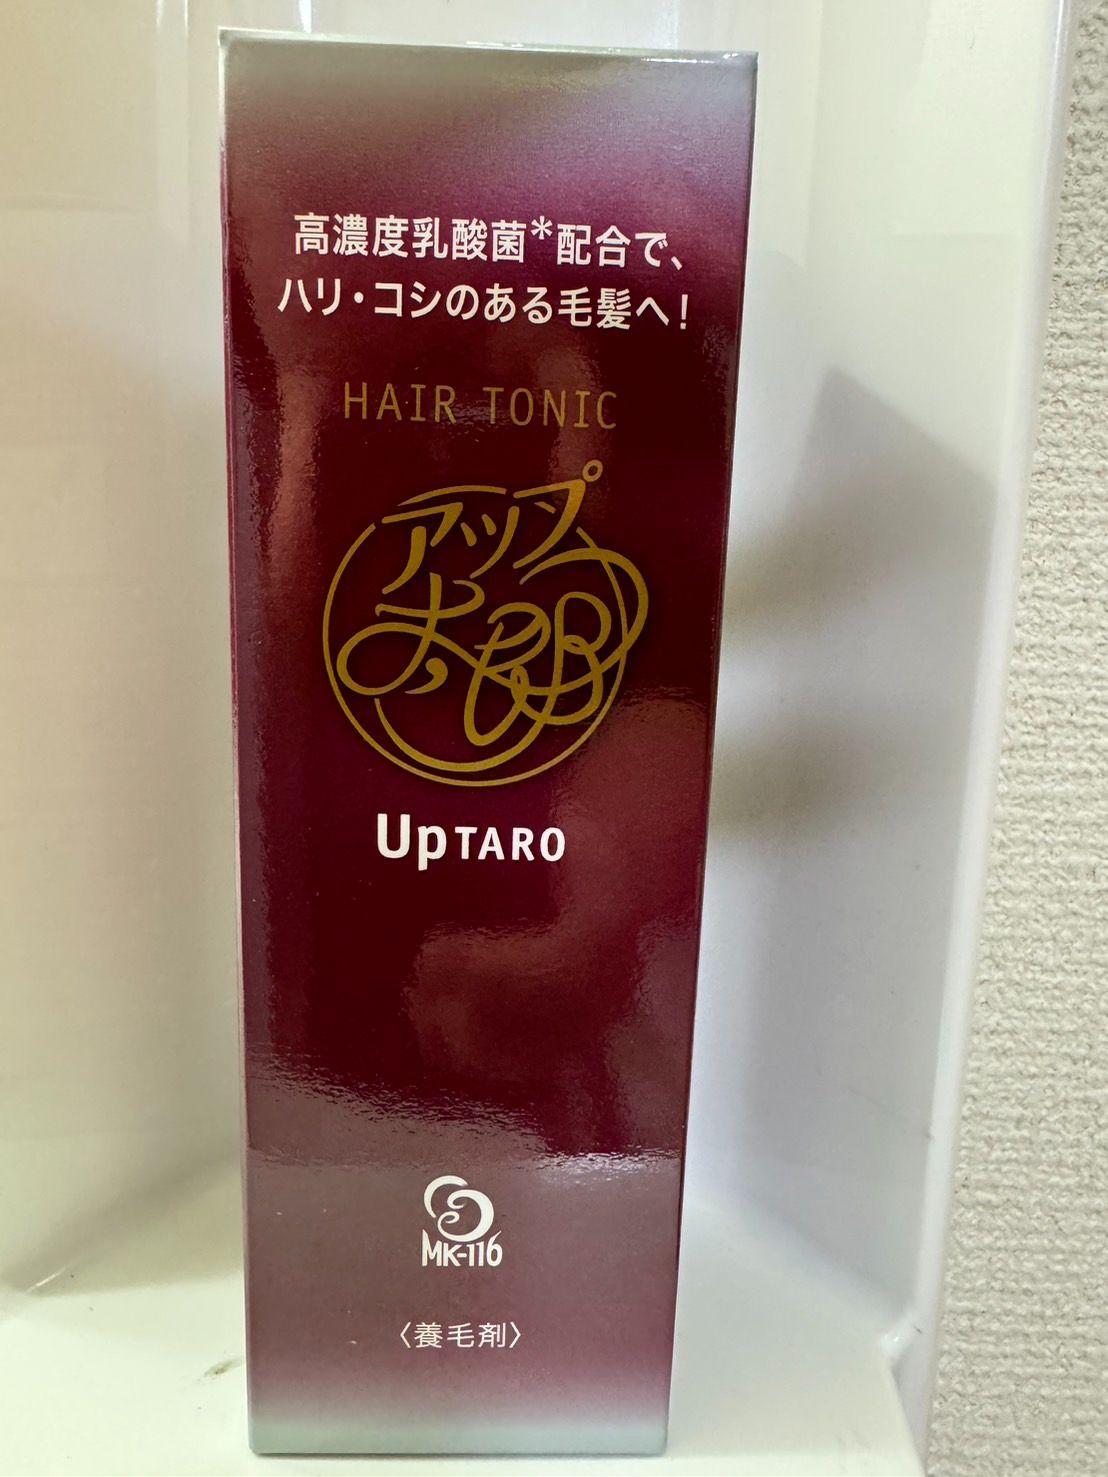 高濃度乳酸菌*配合で、
ハリ・コシのある毛髪へ!
HAIR TONIC
アップ
太郎
UpTARO
MK-116
〈養毛剤〉